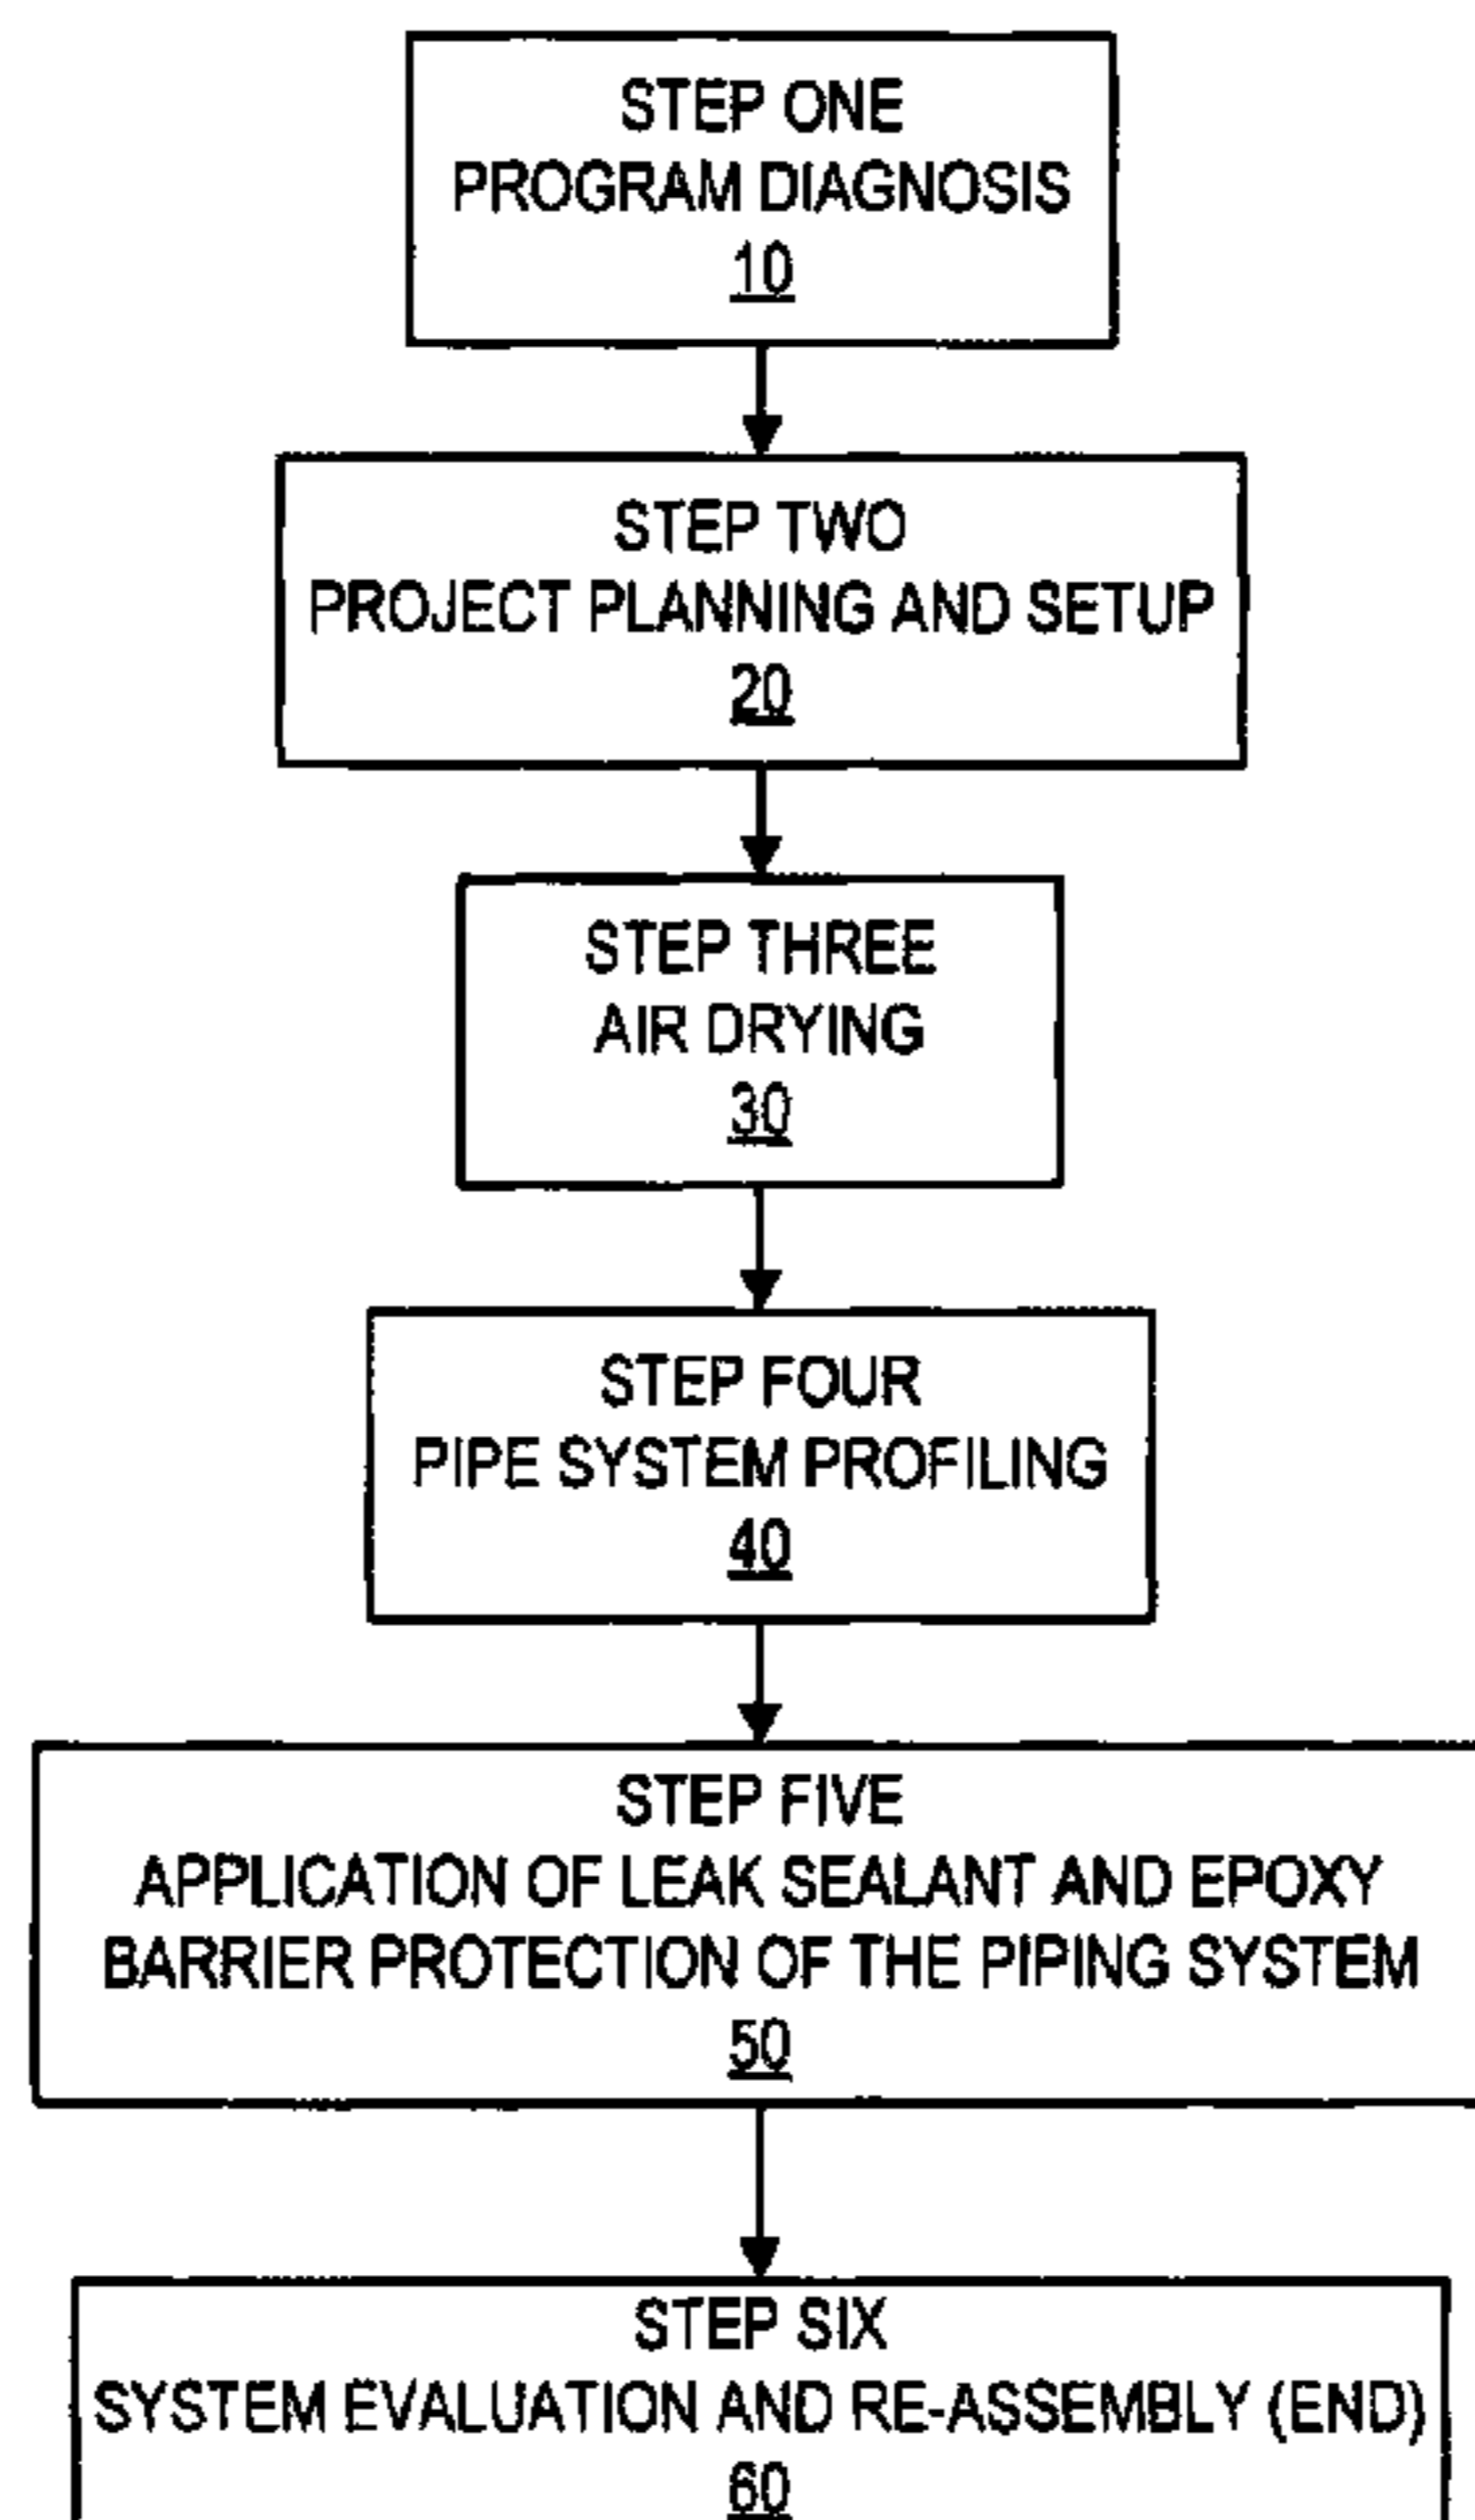 STEP ONE
PROGRAM DIAGNOSIS
10
STEP TWO
PROJECT PLANNING AND SETUP
20
STEP THREE
AIR DRYING
30
STEP FOUR
PIPE SYSTEM PROFILING
40
STEP FIVE
APPLICATION OF LEAK SEALANT AND EPOXY
BARRIER PROTECTION OF THE PIPING SYSTEM
50
STEP SIX
SYSTEM EVALUATION AND RE-ASSEMBLY (END)
60